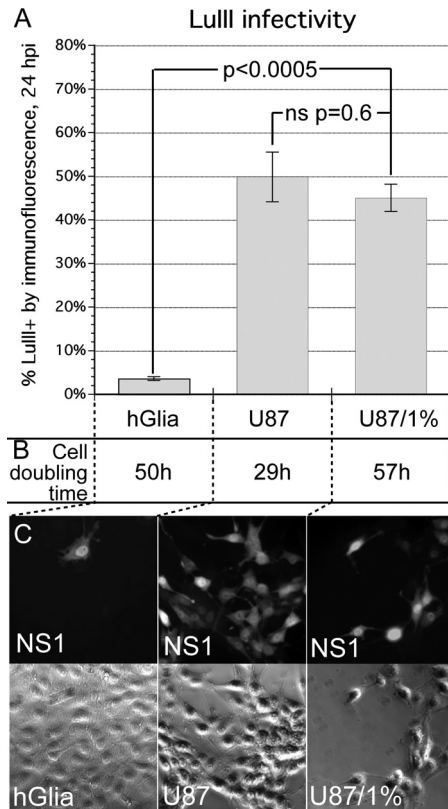 A LuIII infectivity
% LuIII+ by immunofluorescence, 24 hpi
80%
70%
60%
50%
40%
30%
20%
10%
0%
p<0.0005
ns p=0.6
hGlia U87 U87/1%
B Cell doubling time
50h 29h 57h
C
NS1 NS1 NS1
hGlia U87 U87/1%